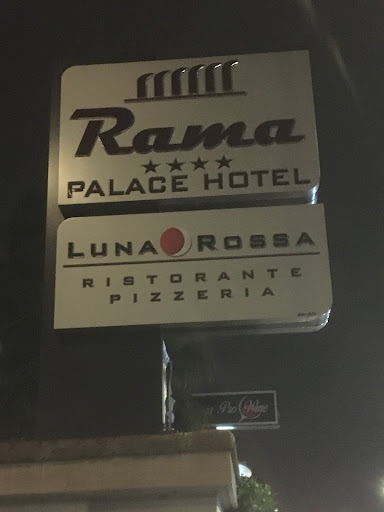 Rama
★★★★
PALACE HOTEL
LUNA ROSSA
RISTORANTE
PIZZERIA